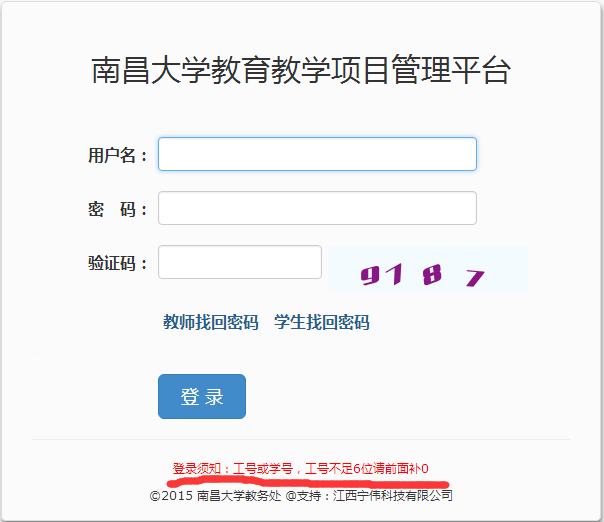 南昌大学教育教学项目管理平台
用户名：
密 码：
验证码： 9187
教师找回密码 学生找回密码
登 录
登录须知：工号或学号，工号不足6位请前面补0
©2015 南昌大学教务处 @支持：江西宁伟科技有限公司